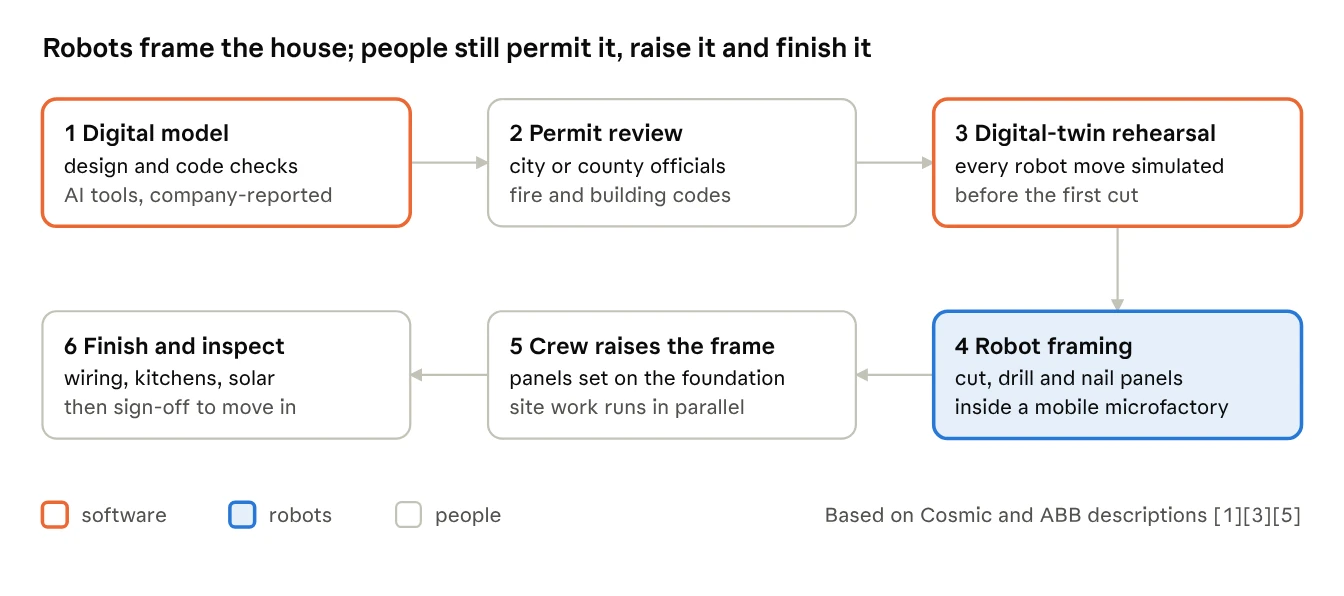 Robots frame the house; people still permit it, raise it and finish it
1 Digital model
design and code checks
AI tools, company-reported
2 Permit review
city or county officials
fire and building codes
3 Digital-twin rehearsal
every robot move simulated
before the first cut
4 Robot framing
cut, drill and nail panels
inside a mobile microfactory
5 Crew raises the frame
panels set on the foundation
site work runs in parallel
6 Finish and inspect
wiring, kitchens, solar
then sign-off to move in
software
robots
people
Based on Cosmic and ABB descriptions [1][3][5]